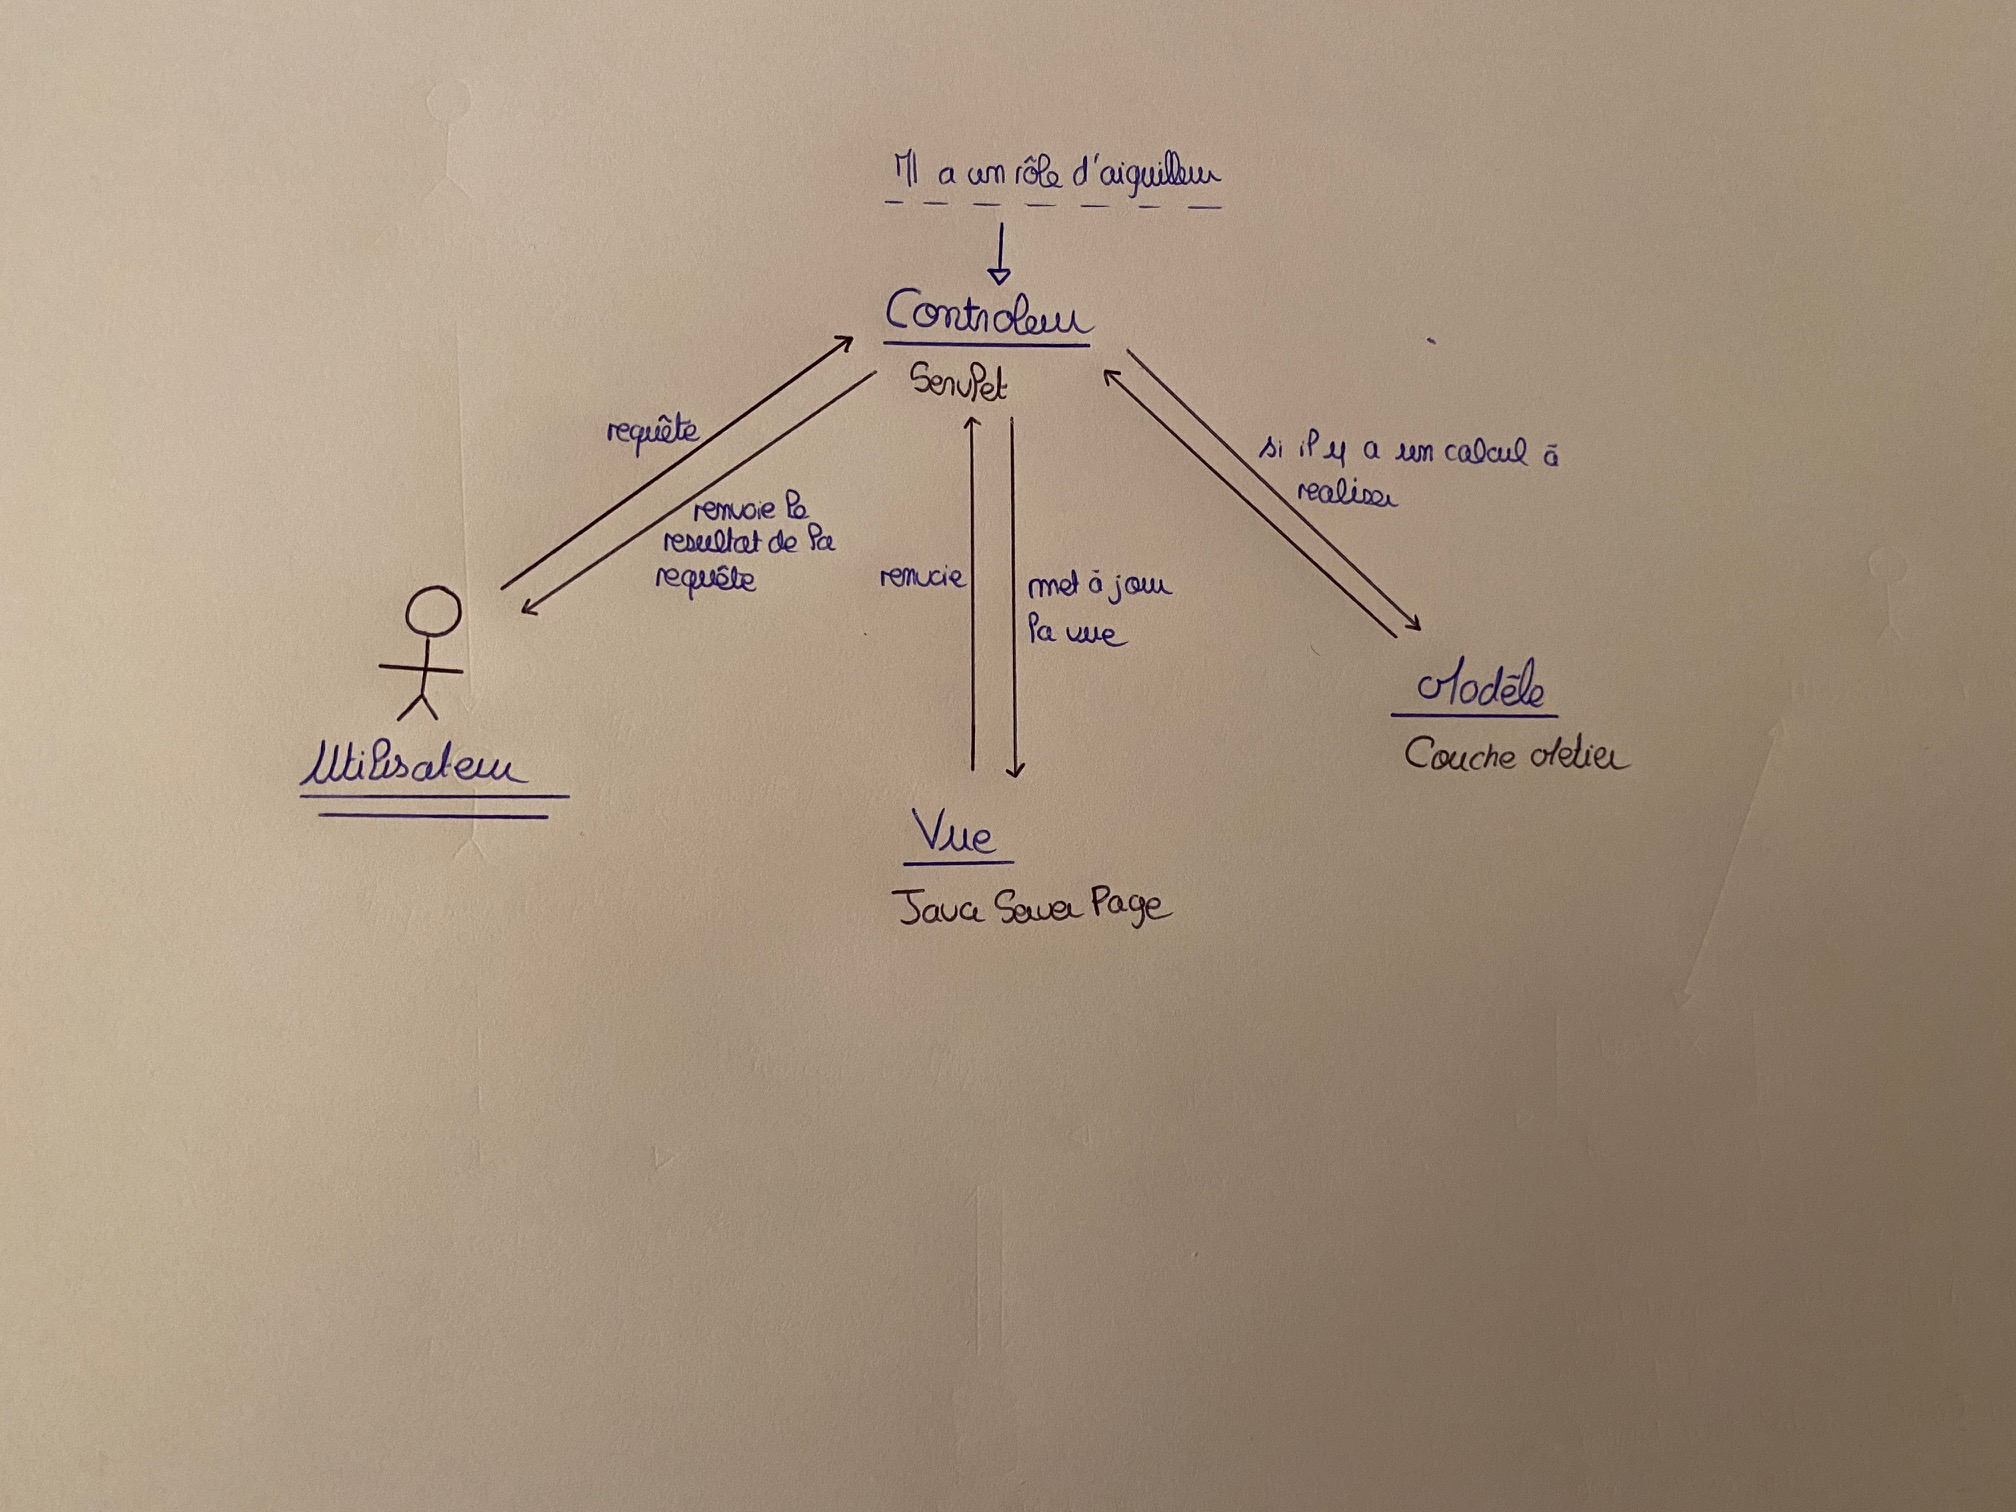 Il a un rôle d'aiguilleur
Controleur
Servlet
requête
renvoie le
resultat de la
requête
si il y a un calcul à
realiser
renvoie
met à jour
la vue
Utilisateur
Modèle
Couche Metier
Vue
Java Server Page